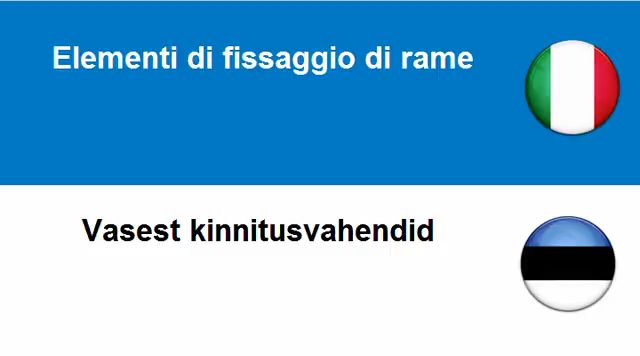 Elementi di fissaggio di rame
Vasest kinnitusvahendid